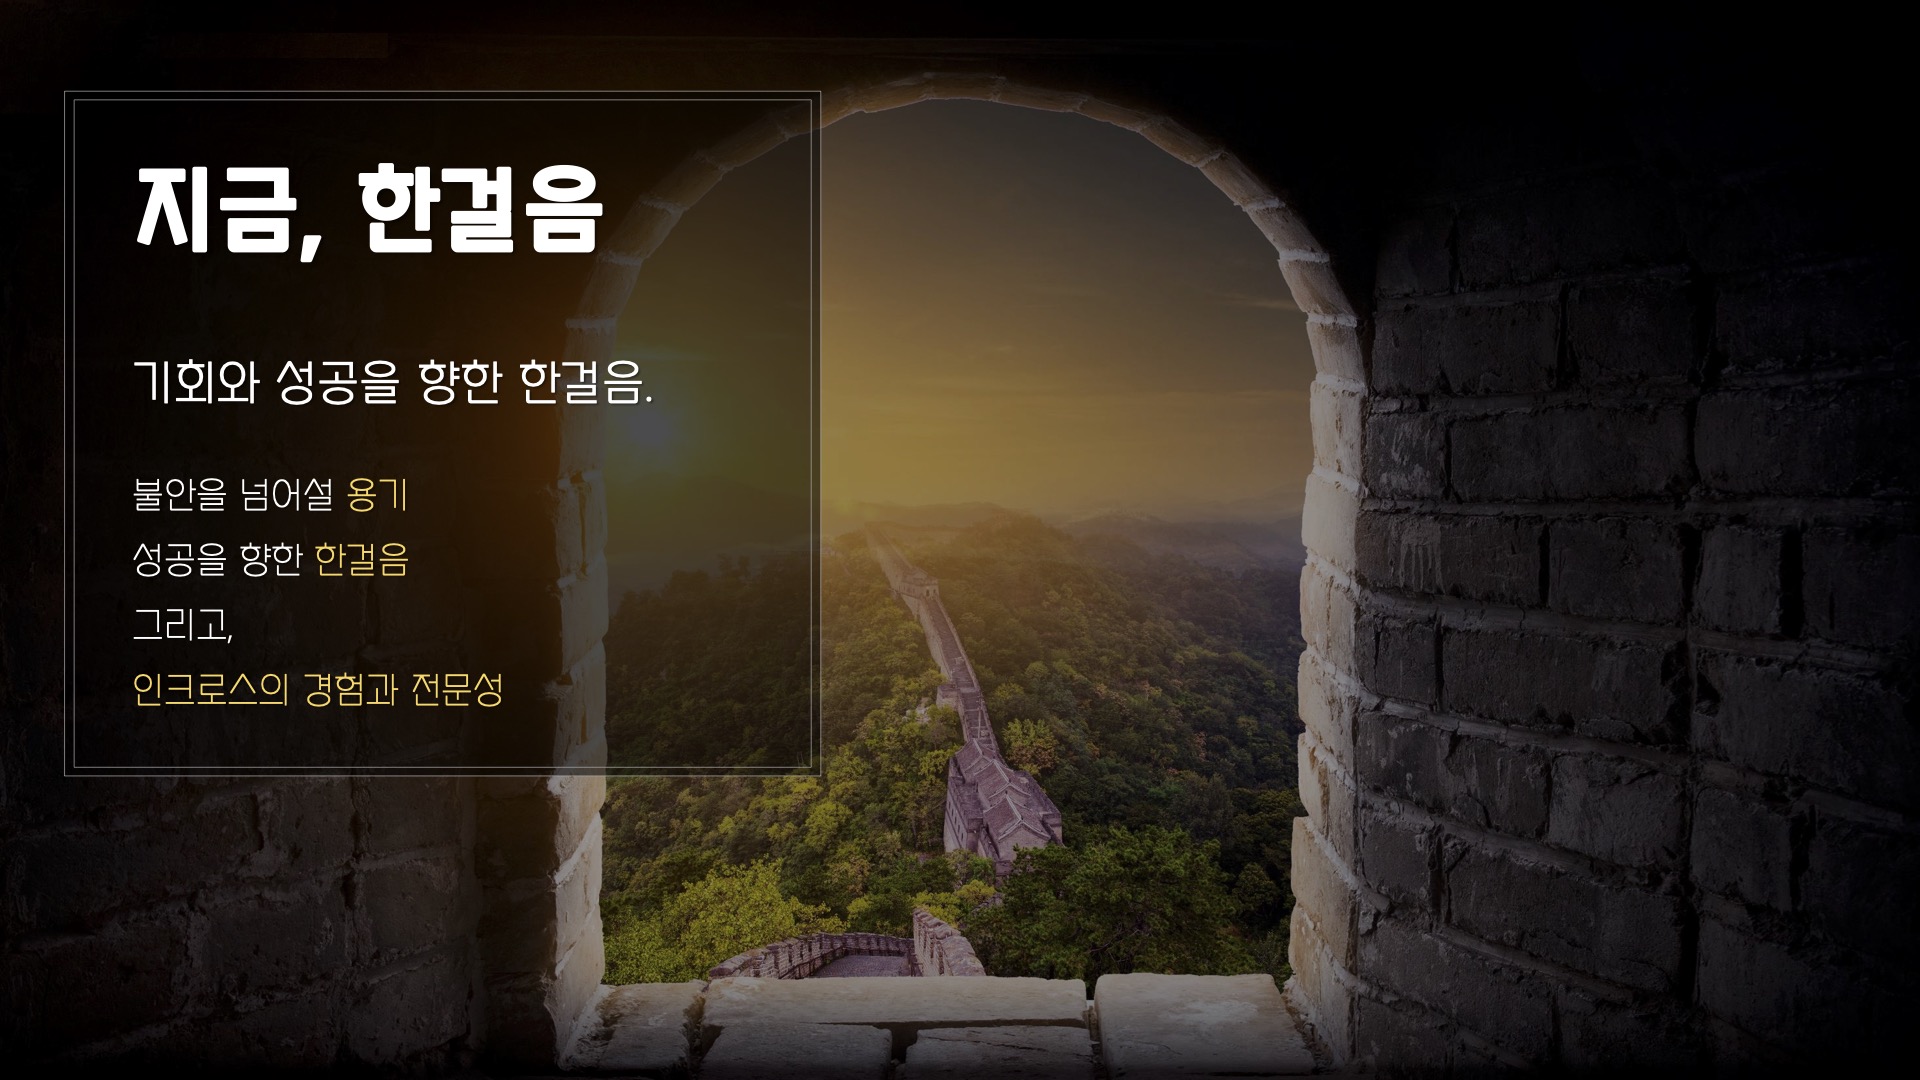 지금, 한걸음
기회와 성공을 향한 한걸음.
불안을 넘어설 용기
성공을 향한 한걸음
그리고,
인크로스의 경험과 전문성